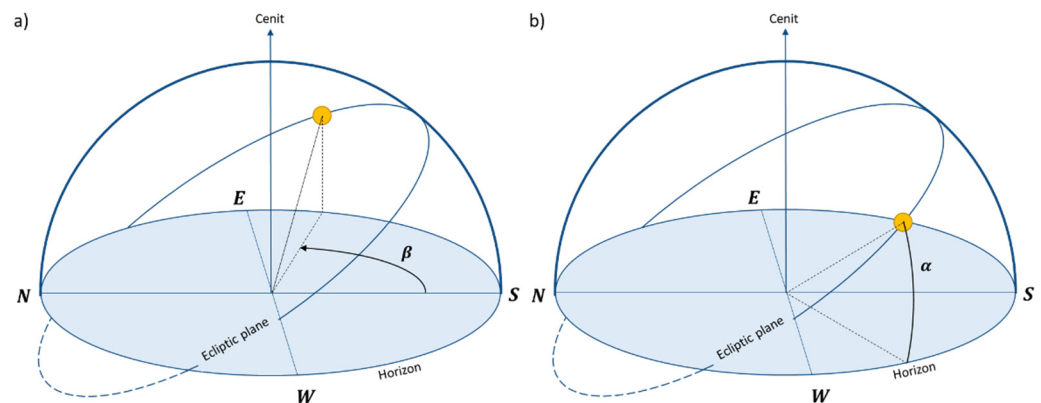 a)
Cenit
E
β
N
S
Ecliptic plane
Horizon
W
b)
Cenit
E
α
N
S
Ecliptic plane
Horizon
W